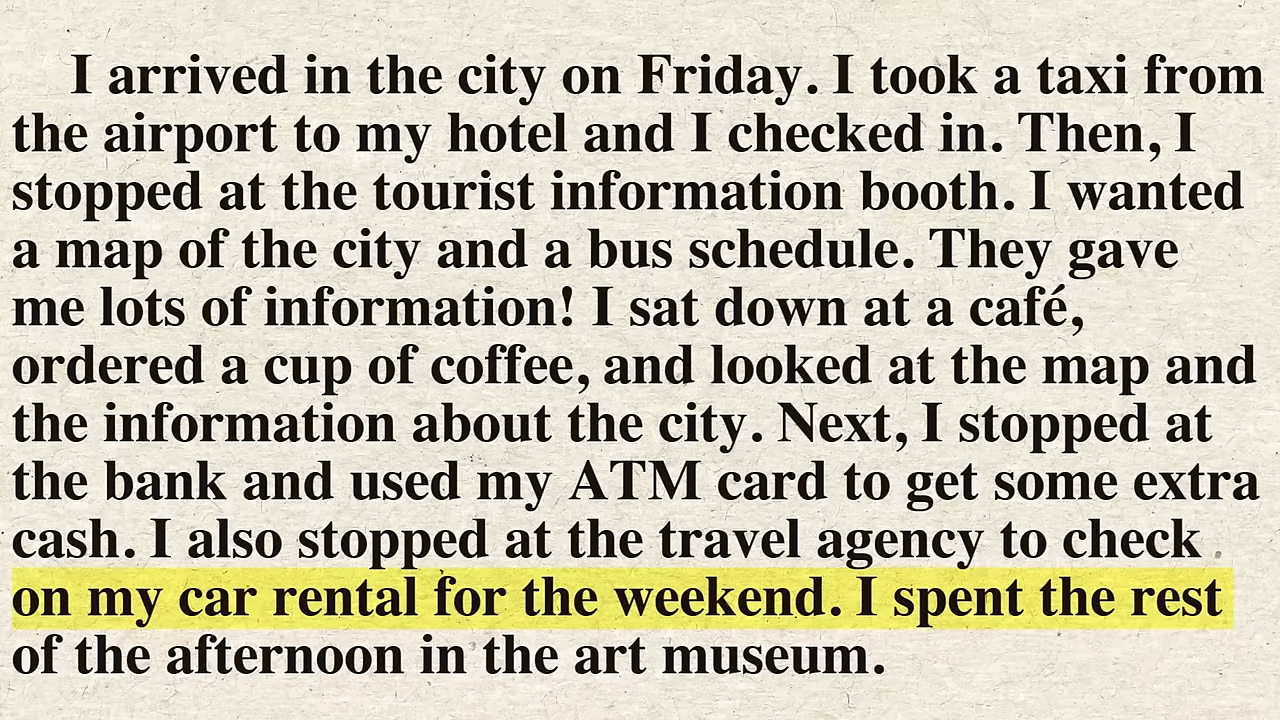 I arrived in the city on Friday. I took a taxi from
the airport to my hotel and I checked in. Then, I
stopped at the tourist information booth. I wanted
a map of the city and a bus schedule. They gave
me lots of information! I sat down at a café,
ordered a cup of coffee, and looked at the map and
the information about the city. Next, I stopped at
the bank and used my ATM card to get some extra
cash. I also stopped at the travel agency to check
on my car rental for the weekend. I spent the rest
of the afternoon in the art museum.